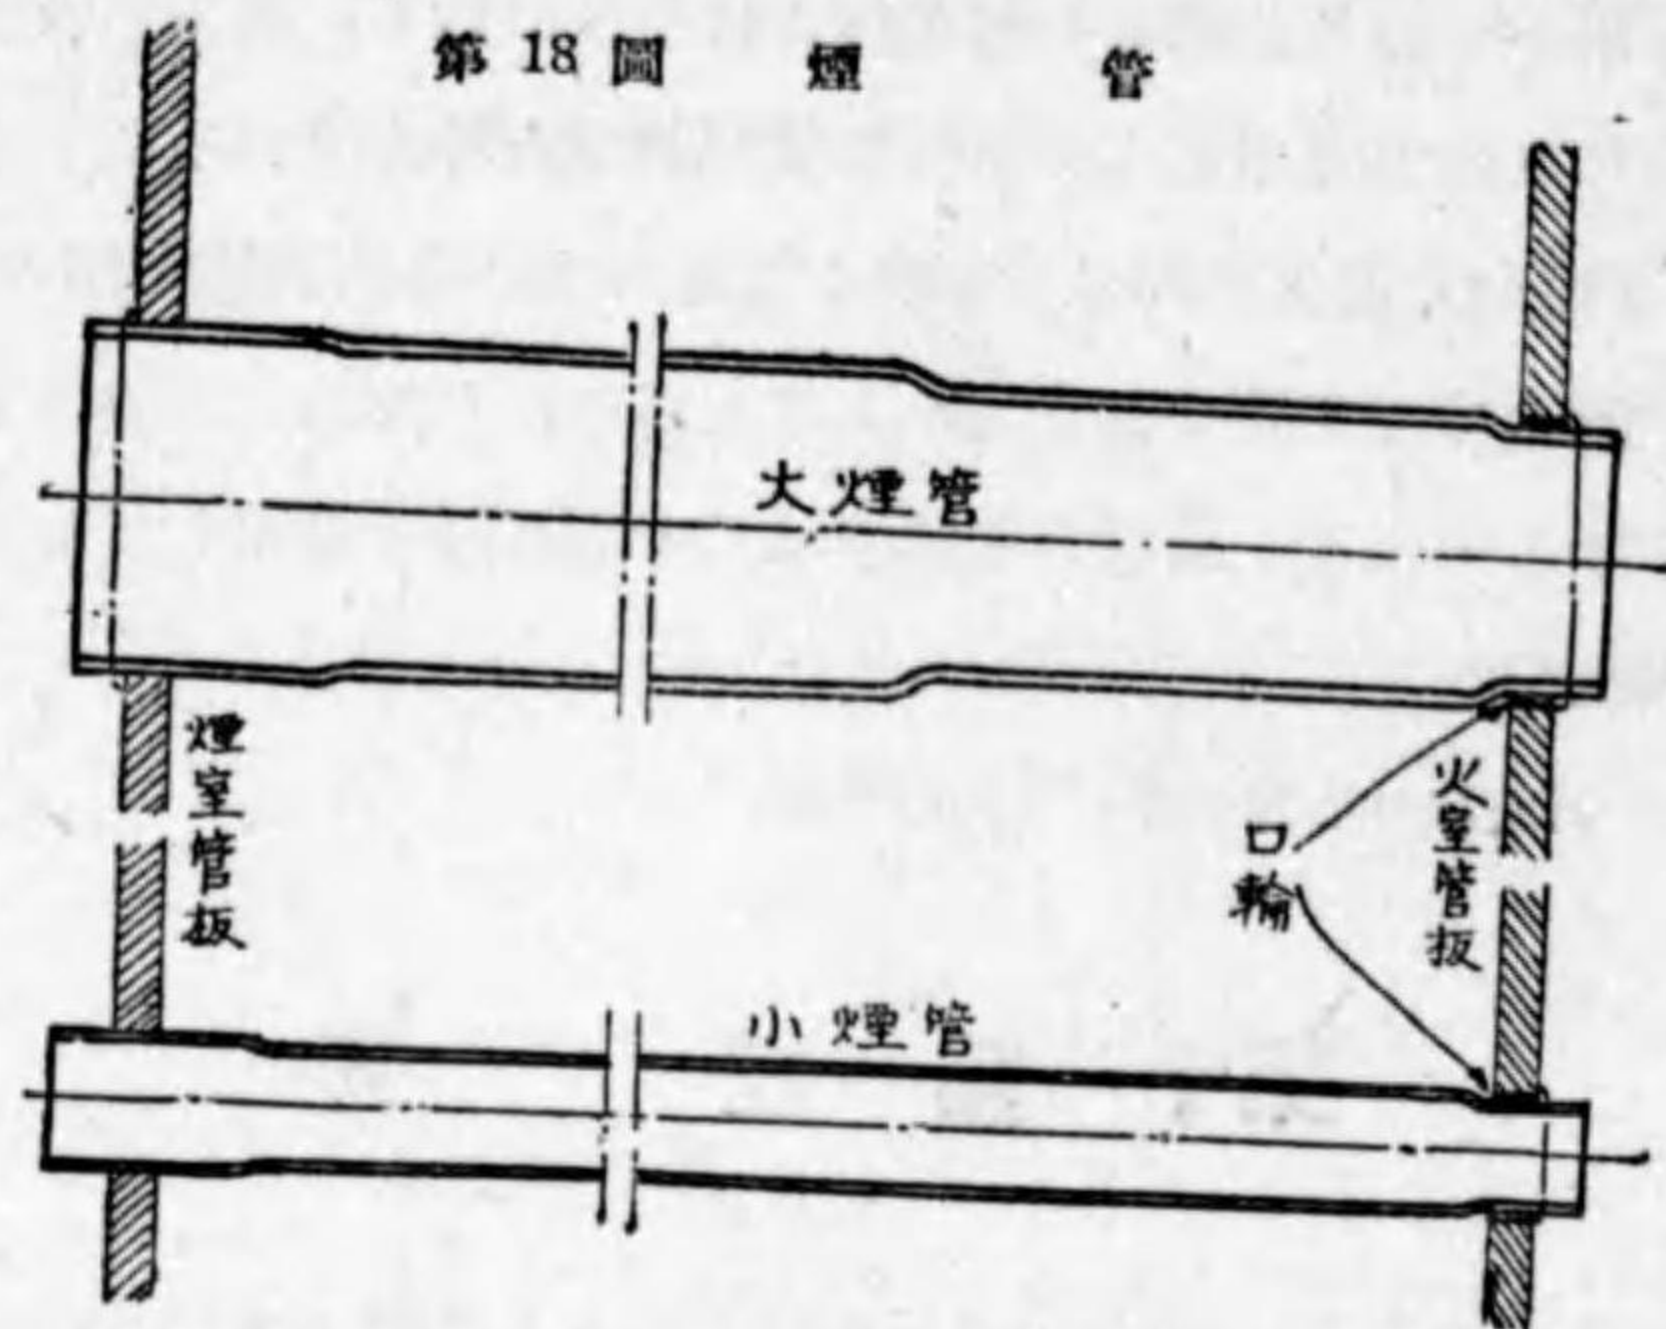 第18圖 煙管
大煙管
煙室管板
口輪
火室管板
小煙管